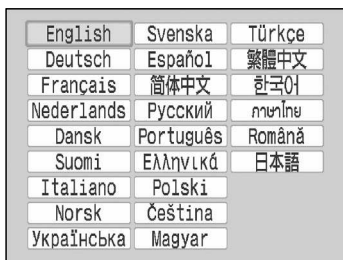 English Svenska Türkçe
Deutsch Español 繁體中文
Français 简体中文 한국어
Nederlands Русский ภาษาไทย
Dansk Português Română
Suomi Ελληνικά 日本語
Italiano Polski
Norsk Čeština
Українська Magyar